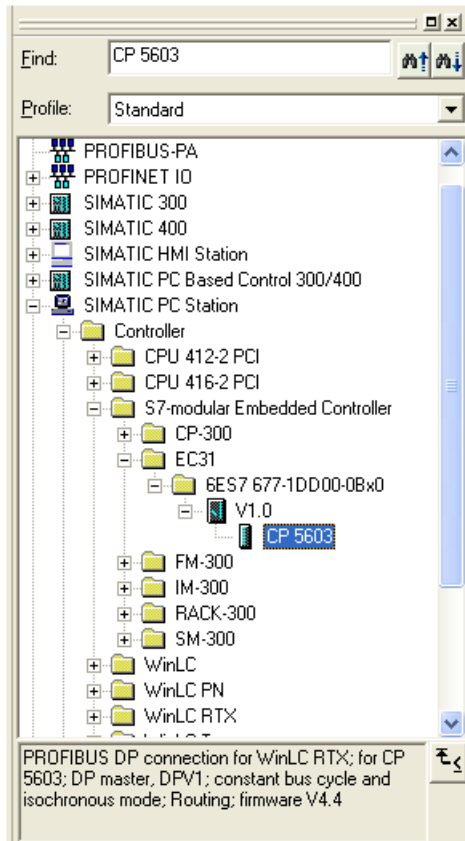 Find:
CP 5603
Profile:
Standard
PROFIBUS-PA
PROFINET IO
SIMATIC 300
SIMATIC 400
SIMATIC HMI Station
SIMATIC PC Based Control 300/400
SIMATIC PC Station
Controller
CPU 412-2 PCI
CPU 416-2 PCI
S7-modular Embedded Controller
CP-300
EC31
6ES7 677-1DD00-0Bx0
V1.0
CP 5603
FM-300
IM-300
RACK-300
SM-300
WinLC
WinLC PN
WinLC RTX
PROFIBUS DP connection for WinLC RTX; for CP
5603; DP master, DPV1; constant bus cycle and
isochronous mode; Routing; firmware V4.4